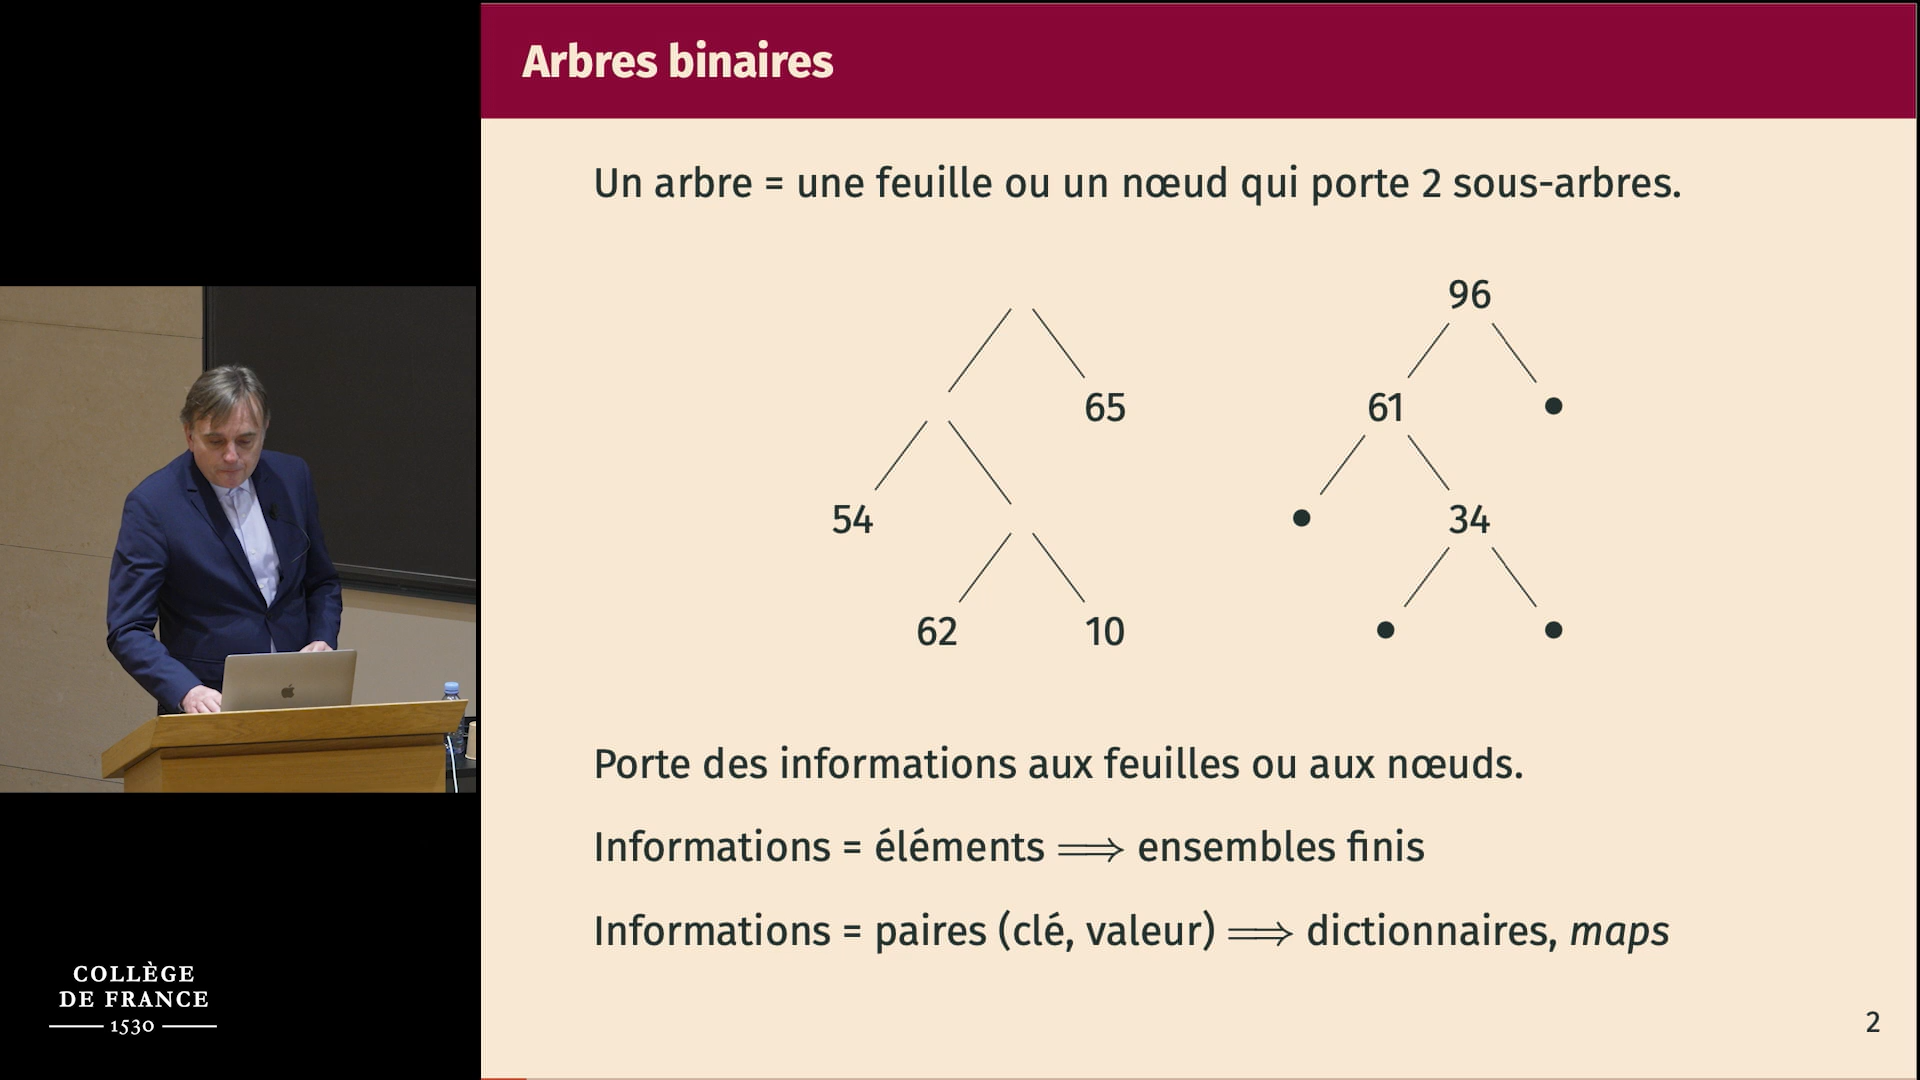 Arbres binaires
Un arbre = une feuille ou un nœud qui porte 2 sous-arbres.
96
65
61
54
34
62
10
Porte des informations aux feuilles ou aux nœuds.
Informations = éléments ⟹ ensembles finis
Informations = paires (clé, valeur) ⟹ dictionnaires, maps
2
COLLÈGE
DE FRANCE
1530